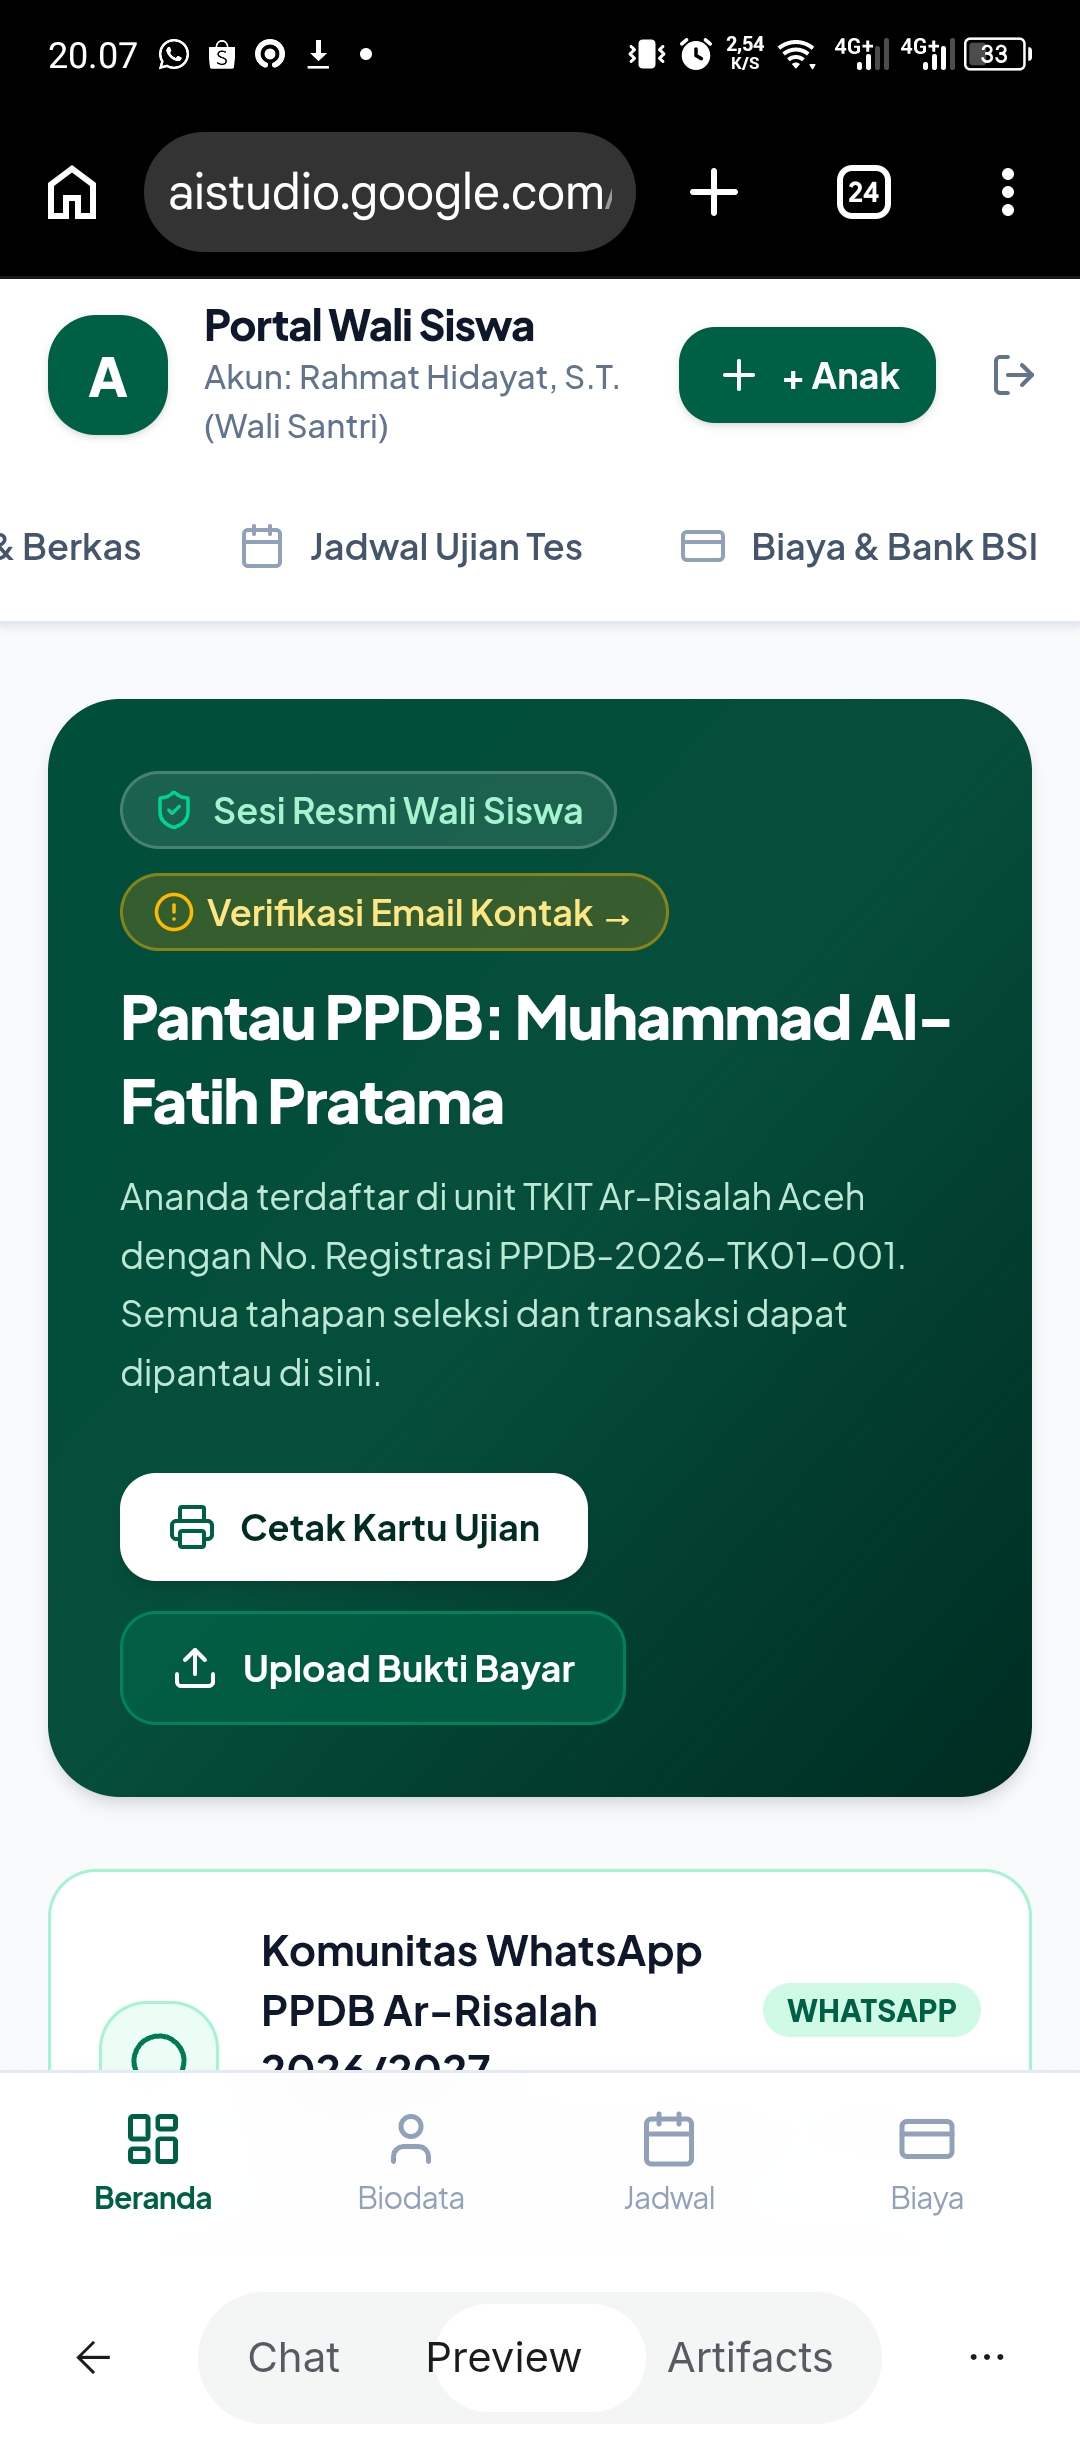 20.07
2,54
K/S
4G+
4G+
33
aistudio.google.com/
24
A
Portal Wali Siswa
Akun: Rahmat Hidayat, S.T.
(Wali Santri)
+ Anak
& Berkas
Jadwal Ujian Tes
Biaya & Bank BSI
Sesi Resmi Wali Siswa
Verifikasi Email Kontak →
Pantau PPDB: Muhammad Al-
Fatih Pratama
Ananda terdaftar di unit TKIT Ar-Risalah Aceh
dengan No. Registrasi PPDB-2026-TK01-001.
Semua tahapan seleksi dan transaksi dapat
dipantau di sini.
Cetak Kartu Ujian
Upload Bukti Bayar
Komunitas WhatsApp
PPDB Ar-Risalah
2026/2027
WHATSAPP
Beranda
Biodata
Jadwal
Biaya
Chat
Preview
Artifacts